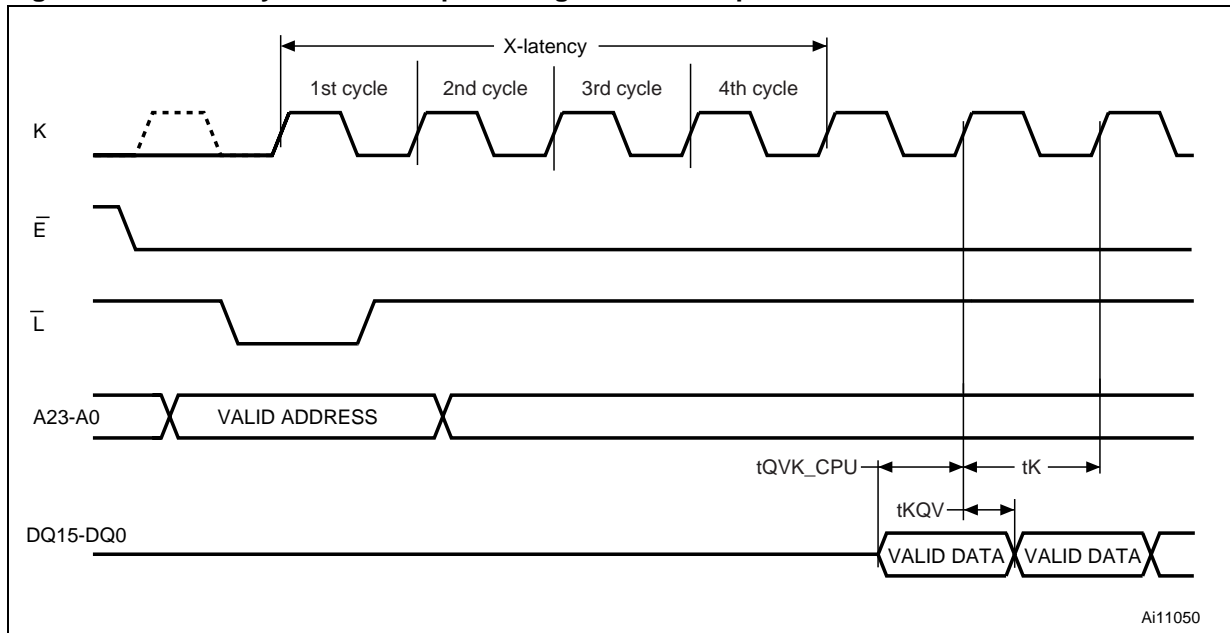 X-latency
1st cycle 2nd cycle 3rd cycle 4th cycle
K
E
L
A23-A0 VALID ADDRESS
tQVK_CPU tK
tKQV
DQ15-DQ0
VALID DATA VALID DATA
Ai11050